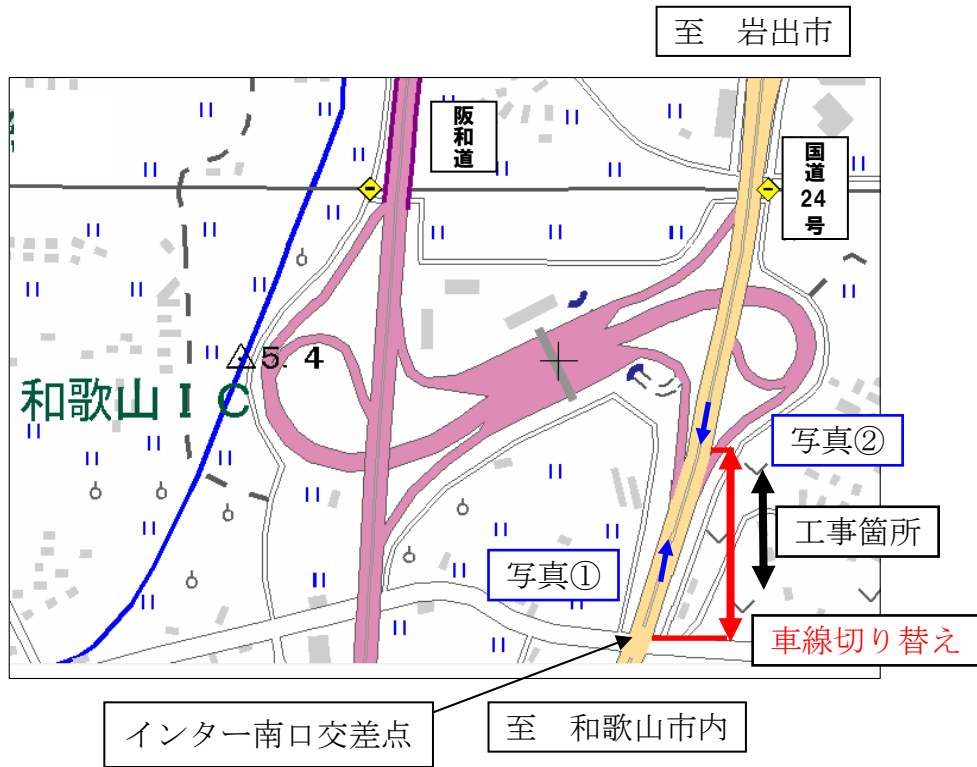 至　岩出市
阪和道
国道24号
5. 4
和歌山ＩＣ
写真②
工事箇所
写真①
車線切り替え
インター南口交差点
至　和歌山市内